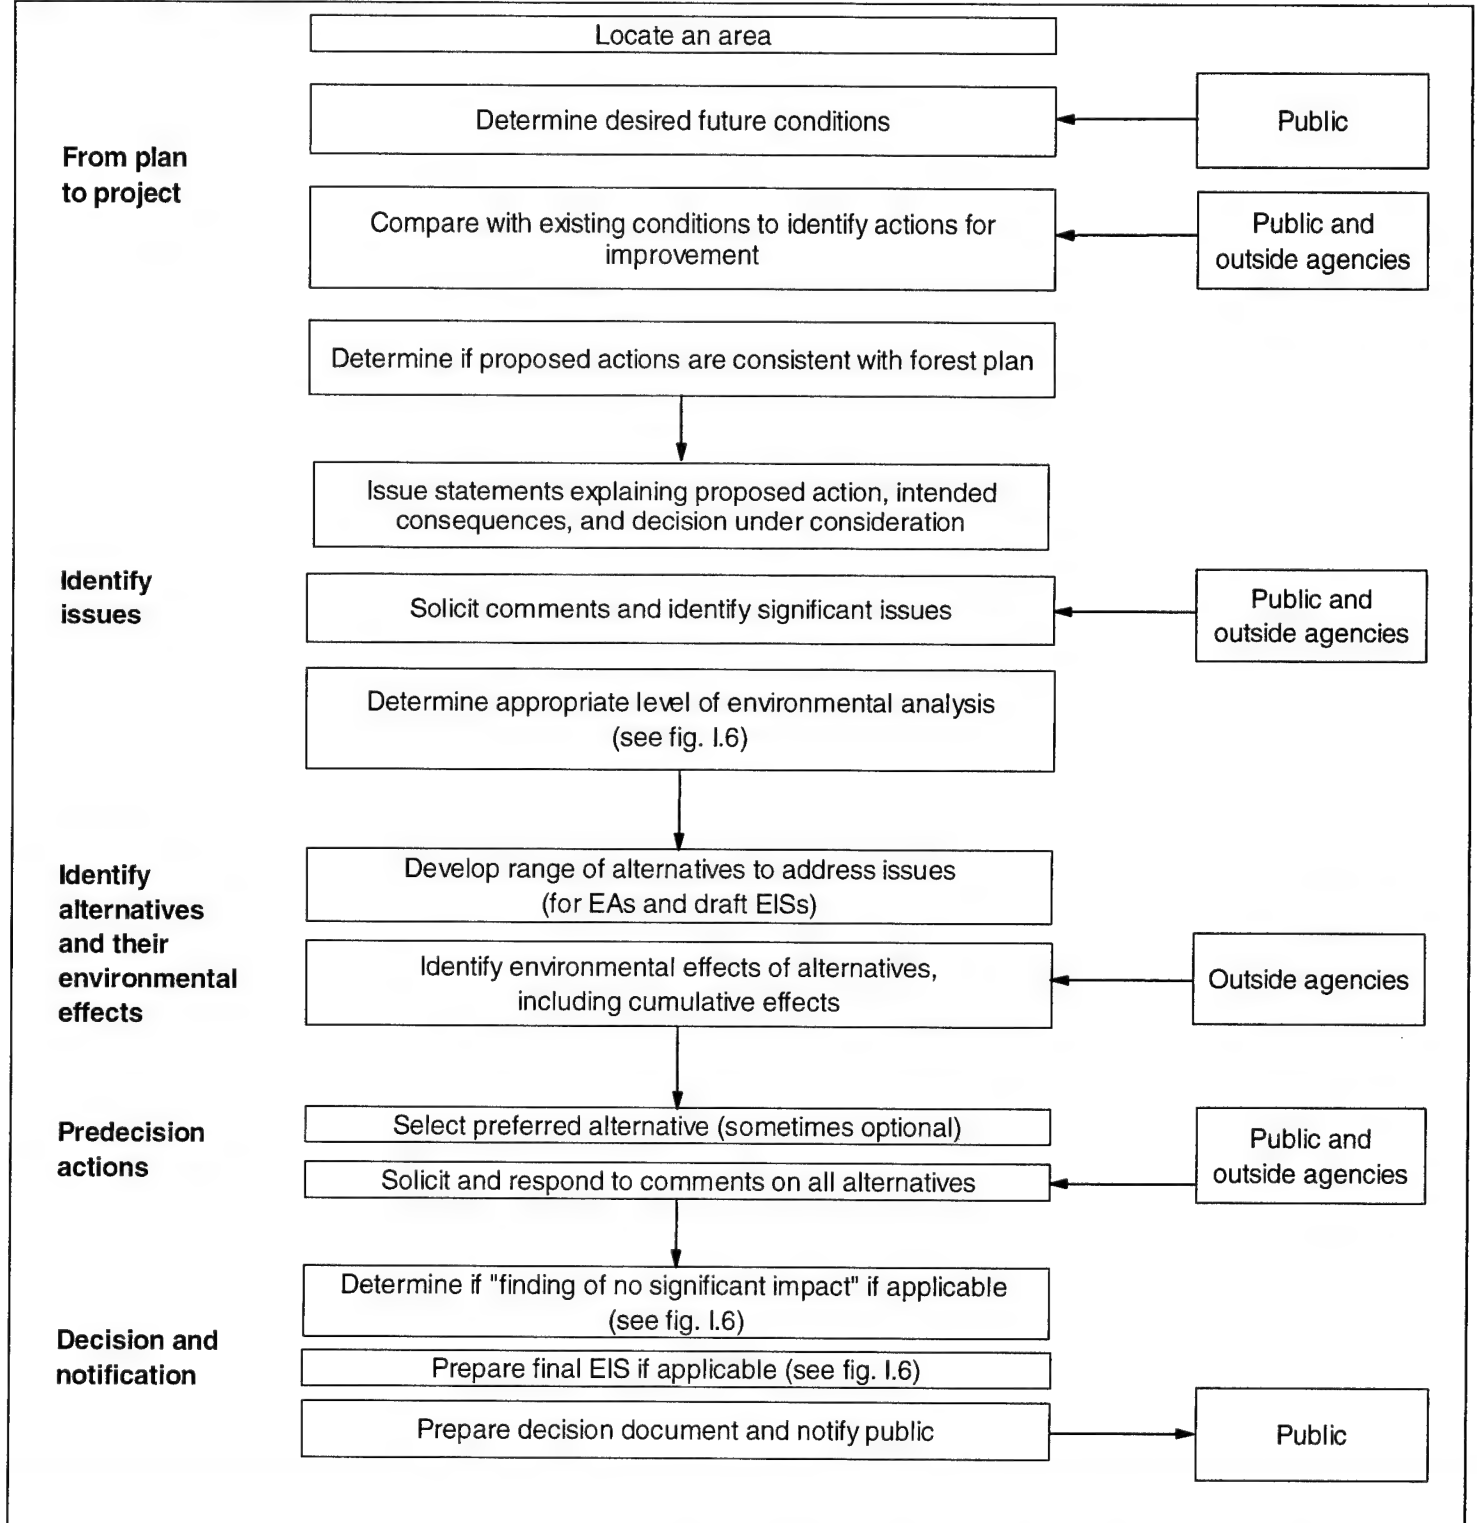 Locate an area
From plan
to project
Determine desired future conditions
Public
Compare with existing conditions to identify actions for
improvement
Public and
outside agencies
Determine if proposed actions are consistent with forest plan
Identify
issues
Issue statements explaining proposed action, intended
consequences, and decision under consideration
Solicit comments and identify significant issues
Public and
outside agencies
Determine appropriate level of environmental analysis
(see fig. I.6)
Identify
alternatives
and their
environmental
effects
Develop range of alternatives to address issues
(for EAs and draft EISs)
Identify environmental effects of alternatives,
including cumulative effects
Outside agencies
Predecision
actions
Select preferred alternative (sometimes optional)
Solicit and respond to comments on all alternatives
Public and
outside agencies
Decision and
notification
Determine if "finding of no significant impact" if applicable
(see fig. I.6)
Prepare final EIS if applicable (see fig. I.6)
Prepare decision document and notify public
Public